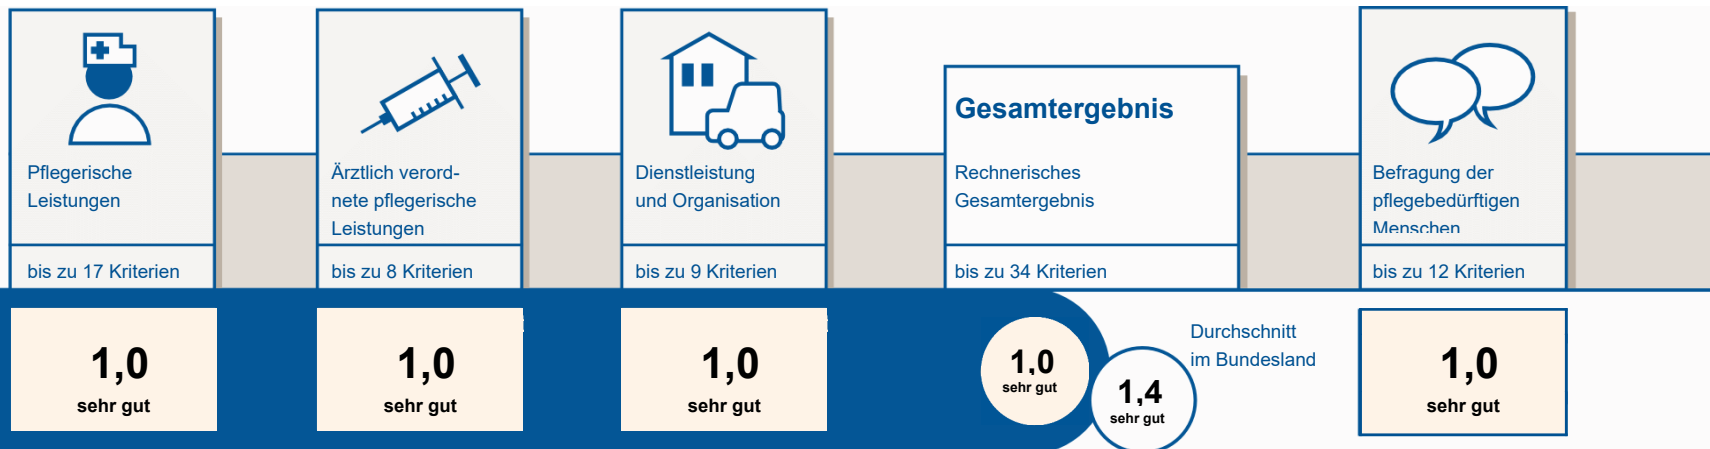 Pflegerische
Leistungen
bis zu 17 Kriterien
1,0
sehr gut
Ärztlich verord-
nete pflegerische
Leistungen
bis zu 8 Kriterien
1,0
sehr gut
Dienstleistung
und Organisation
bis zu 9 Kriterien
1,0
sehr gut
Gesamtergebnis
Rechnerisches
Gesamtergebnis
bis zu 34 Kriterien
1,0
sehr gut
1,4
sehr gut
Durchschnitt
im Bundesland
Befragung der
pflegebedürftigen
Menschen
bis zu 12 Kriterien
1,0
sehr gut